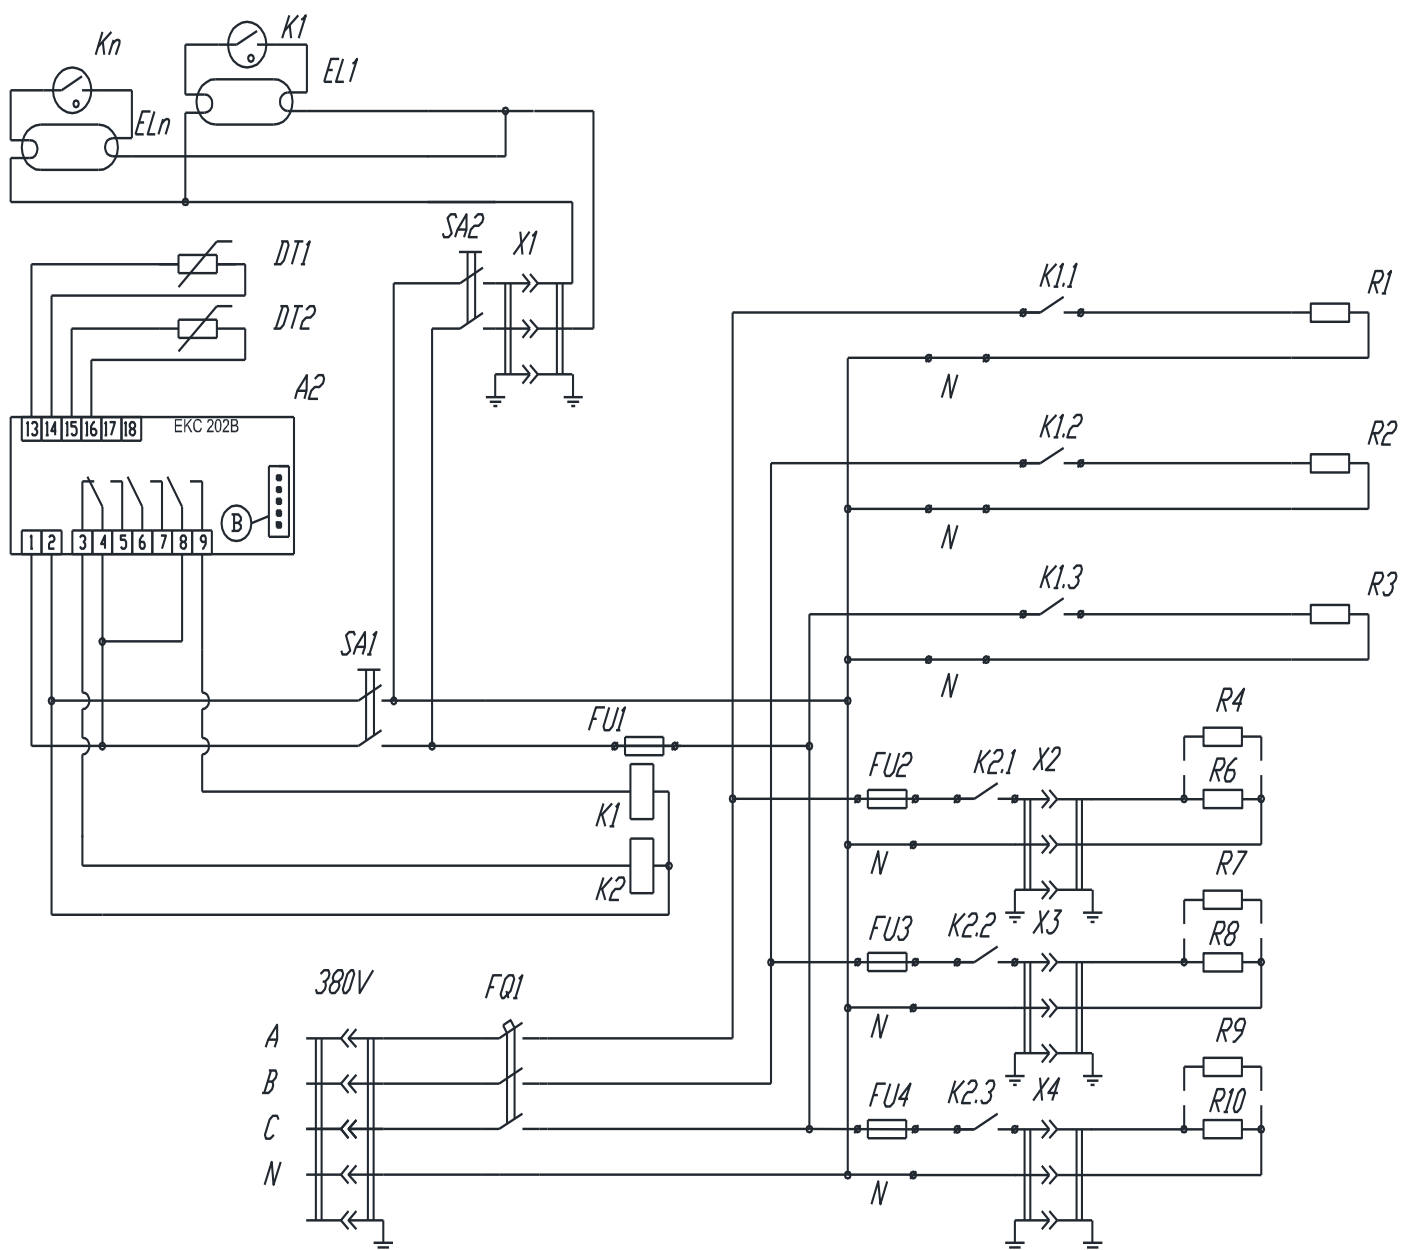 K1
Kn
EL1
ELn
SA2
X1
DT1
DT2
A2
K1.1
R1
N
13 14 15 16 17 18
EKC 202B
K1.2
R2
B
N
1 2 3 4 5 6 7 8 9
K1.3
R3
SA1
N
R4
FU1
FU2
K2.1
X2
R6
K1
N
R7
K2
FU3
K2.2
X3
R8
380V
FQ1
N
R9
A
B
FU4
K2.3
X4
R10
C
N
N